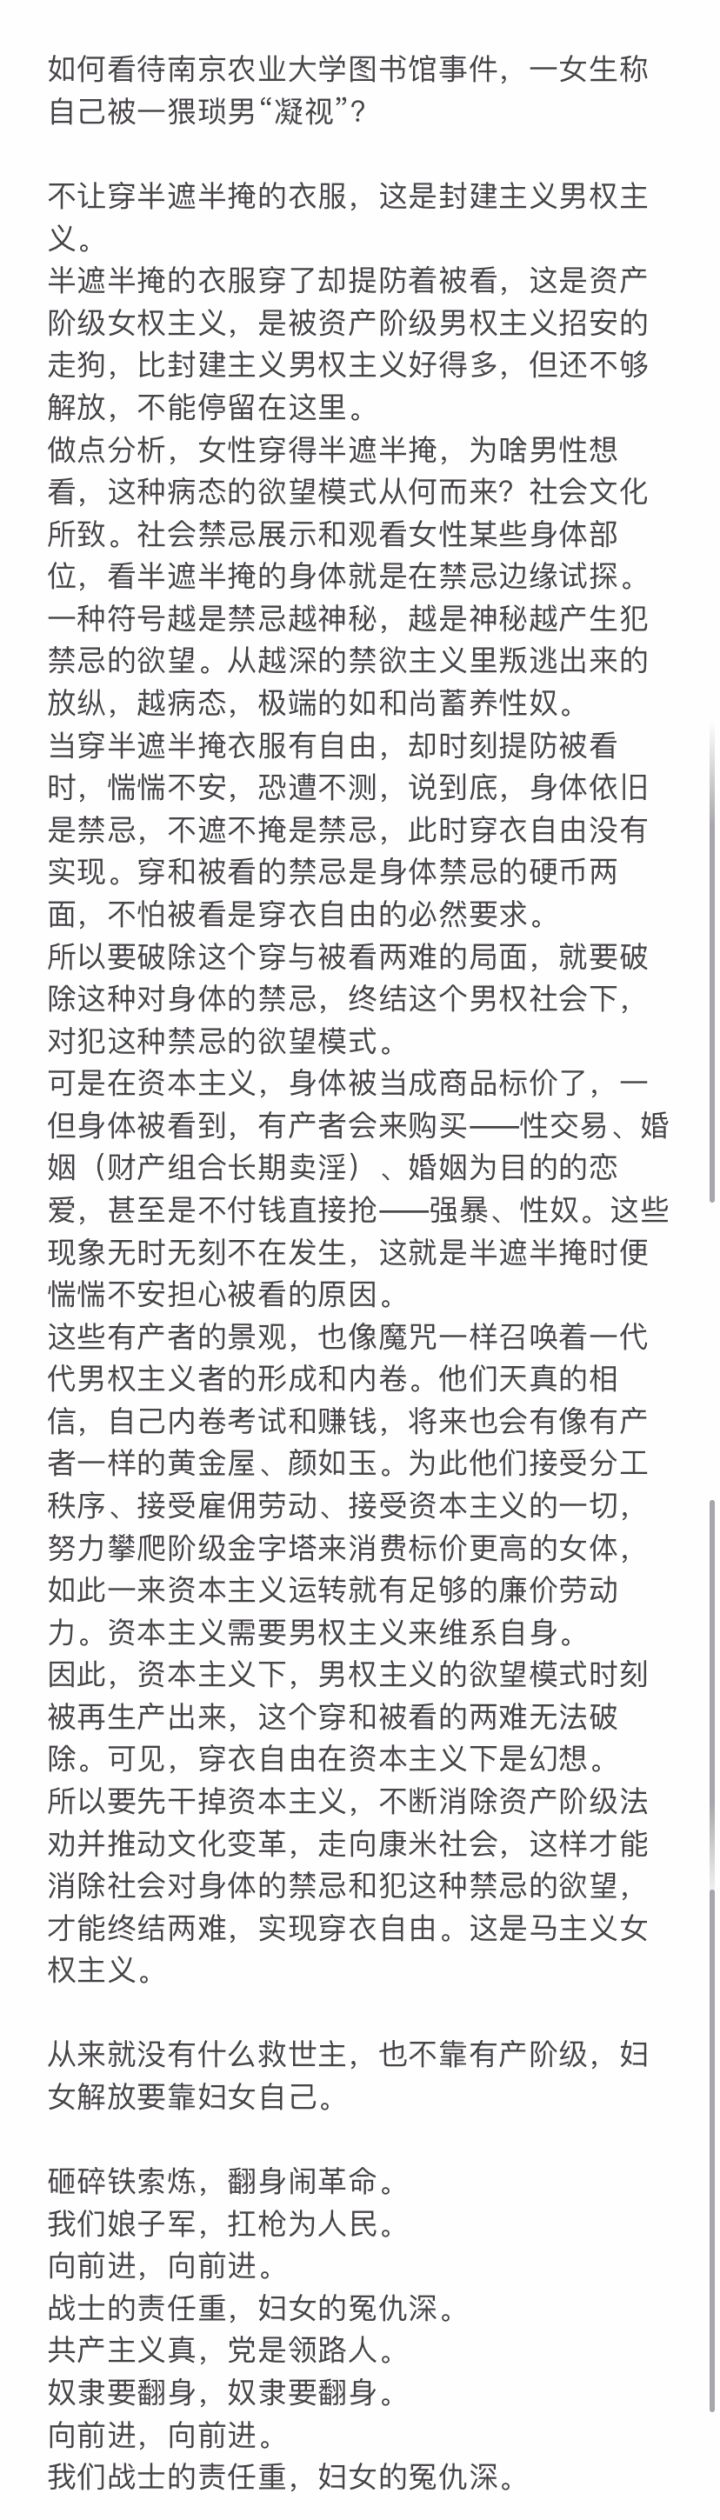 如何看待南京农业大学图书馆事件，一女生称
自己被一猥琐男“凝视”？
不让穿半遮半掩的衣服，这是封建主义男权主
义。
半遮半掩的衣服穿了却提防着被看，这是资产
阶级女权主义，是被资产阶级男权主义招安的
走狗，比封建主义男权主义好得多，但还不够
解放，不能停留在这里。
做点分析，女性穿得半遮半掩，为啥男性想
看，这种病态的欲望模式从何而来？社会文化
所致。社会禁忌展示和观看女性某些身体部
位，看半遮半掩的身体就是在禁忌边缘试探。
一种符号越是禁忌越神秘，越是神秘越产生犯
禁忌的欲望。从越深的禁欲主义里叛逃出来的
放纵，越病态，极端的如和尚蓄养性奴。
当穿半遮半掩衣服有自由，却时刻提防被看
时，惴惴不安，恐遭不测，说到底，身体依旧
是禁忌，不遮不掩是禁忌，此时穿衣自由没有
实现。穿和被看的禁忌是身体禁忌的硬币两
面，不怕被看是穿衣自由的必然要求。
所以要破除这个穿与被看两难的局面，就要破
除这种对身体的禁忌，终结这个男权社会下，
对犯这种禁忌的欲望模式。
可是在资本主义，身体被当成商品标价了，一
但身体被看到，有产者会来购买——性交易、婚
姻（财产组合长期卖淫）、婚姻为目的的恋
爱，甚至是不付钱直接抢——强暴、性奴。这些
现象无时无刻不在发生，这就是半遮半掩时便
惴惴不安担心被看的原因。
这些有产者的景观，也像魔咒一样召唤着一代
代男权主义者的形成和内卷。他们天真的相
信，自己内卷考试和赚钱，将来也会有像有产
者一样的黄金屋、颜如玉。为此他们接受分工
秩序、接受雇佣劳动、接受资本主义的一切，
努力攀爬阶级金字塔来消费标价更高的女体，
如此一来资本主义运转就有足够的廉价劳动
力。资本主义需要男权主义来维系自身。
因此，资本主义下，男权主义的欲望模式时刻
被再生产出来，这个穿和被看的两难无法破
除。可见，穿衣自由在资本主义下是幻想。
所以要先干掉资本主义，不断消除资产阶级法
劝并推动文化变革，走向康米社会，这样才能
消除社会对身体的禁忌和犯这种禁忌的欲望，
才能终结两难，实现穿衣自由。这是马主义女
权主义。
从来就没有什么救世主，也不靠有产阶级，妇
女解放要靠妇女自己。
砸碎铁索炼，翻身闹革命。
我们娘子军，扛枪为人民。
向前进，向前进。
战士的责任重，妇女的冤仇深。
共产主义真，党是领路人。
奴隶要翻身，奴隶要翻身。
向前进，向前进。
我们战士的责任重，妇女的冤仇深。